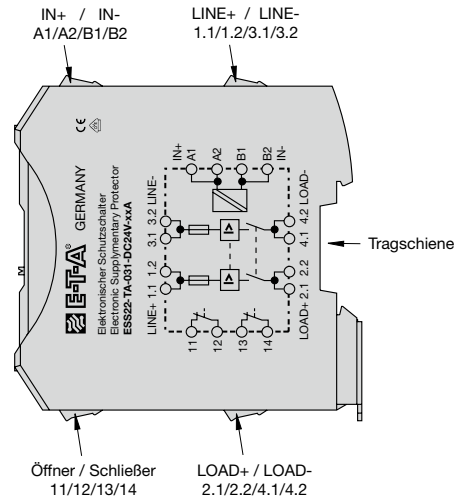 IN+ / IN-
A1/A2/B1/B2
LINE+ / LINE-
1.1/1.2/3.1/3.2
E-T-A® GERMANY
Elektronischer Schutzschalter
Electronic Supplementary Protector
ESS22-TA-031-DC24V-xxA
IN+ A1 A2 B1 B2 IN-
3.1 3.2 LINE-
4.1 4.2 LOAD-
I>
LINE+ 1.1 1.2
LOAD+ 2.1 2.2
I>
11 12 13 14
Tragschiene
Öffner / Schließer
11/12/13/14
LOAD+ / LOAD-
2.1/2.2/4.1/4.2